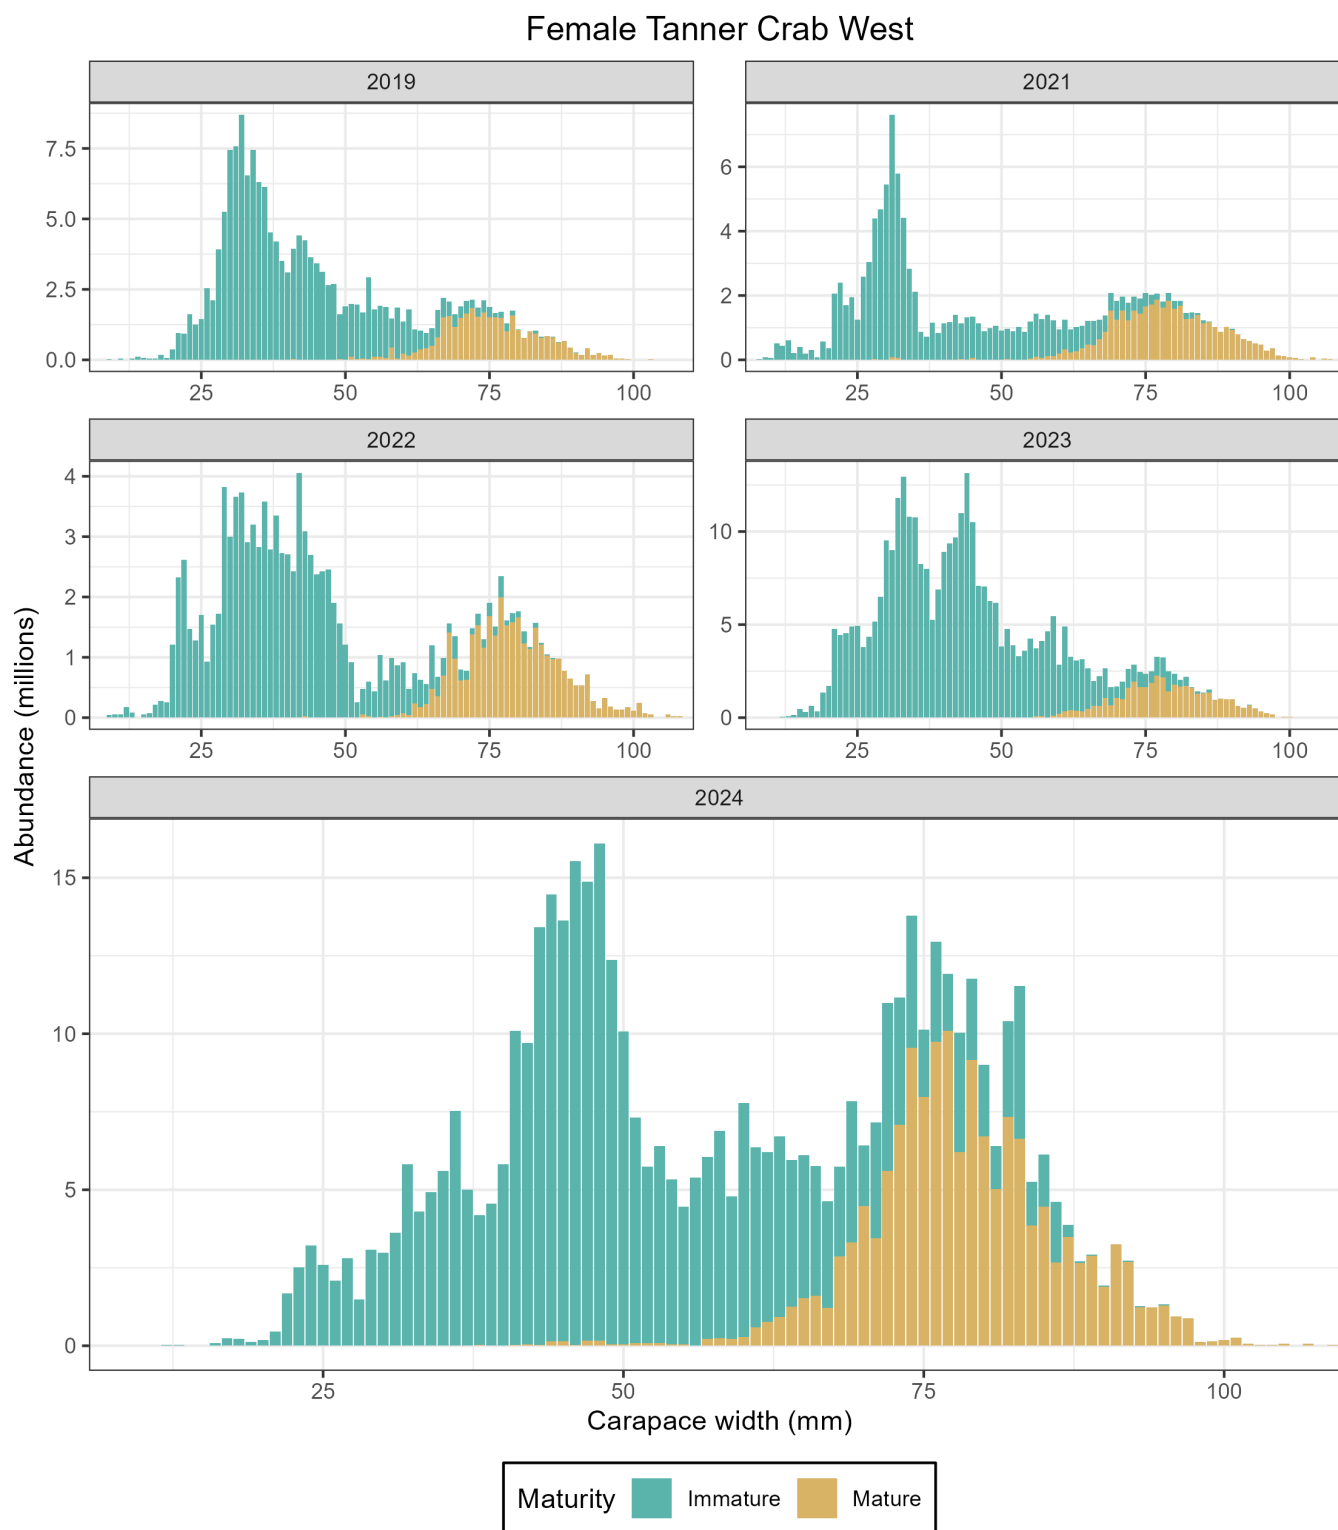 Female Tanner Crab West
2019
2021
7.5
5.0
2.5
0.0
25 50 75 100
6
4
2
0
25 50 75 100
2022
2023
4
3
2
1
0
25 50 75 100
10
5
0
25 50 75 100
2024
15
10
5
0
25 50 75 100
Abundance (millions)
Carapace width (mm)
Maturity Immature Mature